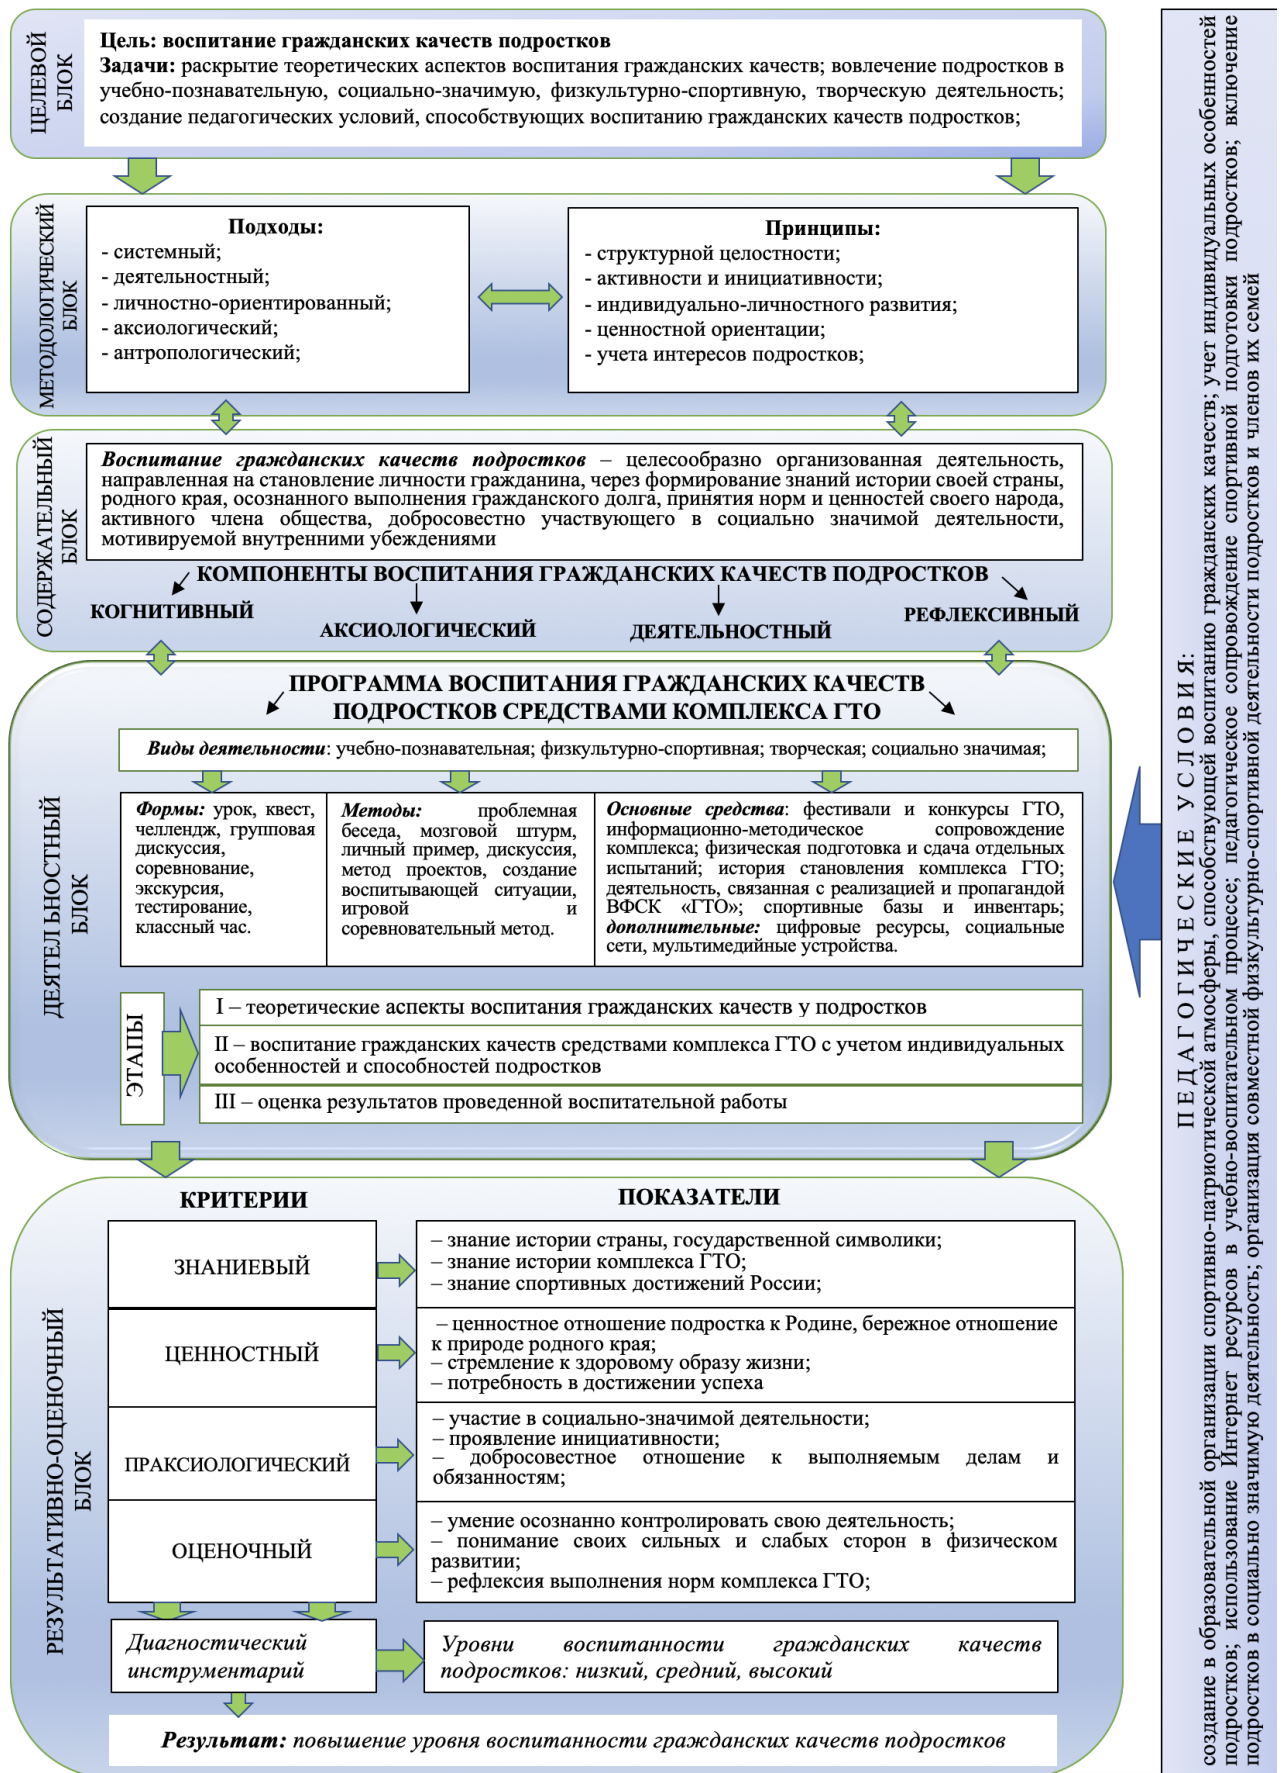 ЦЕЛЕВОЙ
БЛОК
Цель: воспитание гражданских качеств подростков
Задачи: раскрытие теоретических аспектов воспитания гражданских качеств; вовлечение подростков в
учебно-познавательную, социально-значимую, физкультурно-спортивную, творческую деятельность;
создание педагогических условий, способствующих воспитанию гражданских качеств подростков;
МЕТОДОЛОГИЧЕСКИЙ
БЛОК
Подходы:
- системный;
- деятельностный;
- личностно-ориентированный;
- аксиологический;
- антропологический;
Принципы:
- структурной целостности;
- активности и инициативности;
- индивидуально-личностного развития;
- ценностной ориентации;
- учета интересов подростков;
СОДЕРЖАТЕЛЬНЫЙ
БЛОК
Воспитание гражданских качеств подростков – целесообразно организованная деятельность,
направленная на становление личности гражданина, через формирование знаний истории своей страны,
родного края, осознанного выполнения гражданского долга, принятия норм и ценностей своего народа,
активного члена общества, добросовестно участвующего в социально значимой деятельности,
мотивируемой внутренними убеждениями
КОМПОНЕНТЫ ВОСПИТАНИЯ ГРАЖДАНСКИХ КАЧЕСТВ ПОДРОСТКОВ
КОГНИТИВНЫЙ
АКСИОЛОГИЧЕСКИЙ
ДЕЯТЕЛЬНОСТНЫЙ
РЕФЛЕКСИВНЫЙ
ДЕЯТЕЛЬНОСТНЫЙ
БЛОК
ПРОГРАММА ВОСПИТАНИЯ ГРАЖДАНСКИХ КАЧЕСТВ
ПОДРОСТКОВ СРЕДСТВАМИ КОМПЛЕКСА ГТО
Виды деятельности: учебно-познавательная; физкультурно-спортивная; творческая; социально значимая;
Формы: урок, квест,
челлендж, групповая
дискуссия,
соревнование,
экскурсия,
тестирование,
классный час.
Методы: проблемная
беседа, мозговой штурм,
личный пример, дискуссия,
метод проектов, создание
воспитывающей ситуации,
игровой и
соревновательный метод.
Основные средства: фестивали и конкурсы ГТО,
информационно-методическое сопровождение
комплекса; физическая подготовка и сдача отдельных
испытаний; история становления комплекса ГТО;
деятельность, связанная с реализацией и пропагандой
ВФСК «ГТО»; спортивные базы и инвентарь;
дополнительные: цифровые ресурсы, социальные
сети, мультимедийные устройства.
ЭТАПЫ
I – теоретические аспекты воспитания гражданских качеств у подростков
II – воспитание гражданских качеств средствами комплекса ГТО с учетом индивидуальных
особенностей и способностей подростков
III – оценка результатов проведенной воспитательной работы
РЕЗУЛЬТАТИВНО-ОЦЕНОЧНЫЙ
БЛОК
КРИТЕРИИ
ПОКАЗАТЕЛИ
ЗНАНИЕВЫЙ
– знание истории страны, государственной символики;
– знание истории комплекса ГТО;
– знание спортивных достижений России;
ЦЕННОСТНЫЙ
– ценностное отношение подростка к Родине, бережное отношение
к природе родного края;
– стремление к здоровому образу жизни;
– потребность в достижении успеха
ПРАКСИОЛОГИЧЕСКИЙ
– участие в социально-значимой деятельности;
– проявление инициативности;
– добросовестное отношение к выполняемым делам и
обязанностям;
ОЦЕНОЧНЫЙ
– умение осознанно контролировать свою деятельность;
– понимание своих сильных и слабых сторон в физическом
развитии;
– рефлексия выполнения норм комплекса ГТО;
Диагностический
инструментарий
Уровни воспитанности гражданских качеств
подростков: низкий, средний, высокий
Результат: повышение уровня воспитанности гражданских качеств подростков
ПЕДАГОГИЧЕСКИЕ УСЛОВИЯ:
создание в образовательной организации спортивно-патриотической атмосферы, способствующей воспитанию гражданских качеств; учет индивидуальных особенностей
подростков; использование Интернет ресурсов в учебно-воспитательном процессе; педагогическое сопровождение спортивной подготовки подростков; включение
подростков в социально значимую деятельность; организация совместной физкультурно-спортивной деятельности подростков и членов их семей